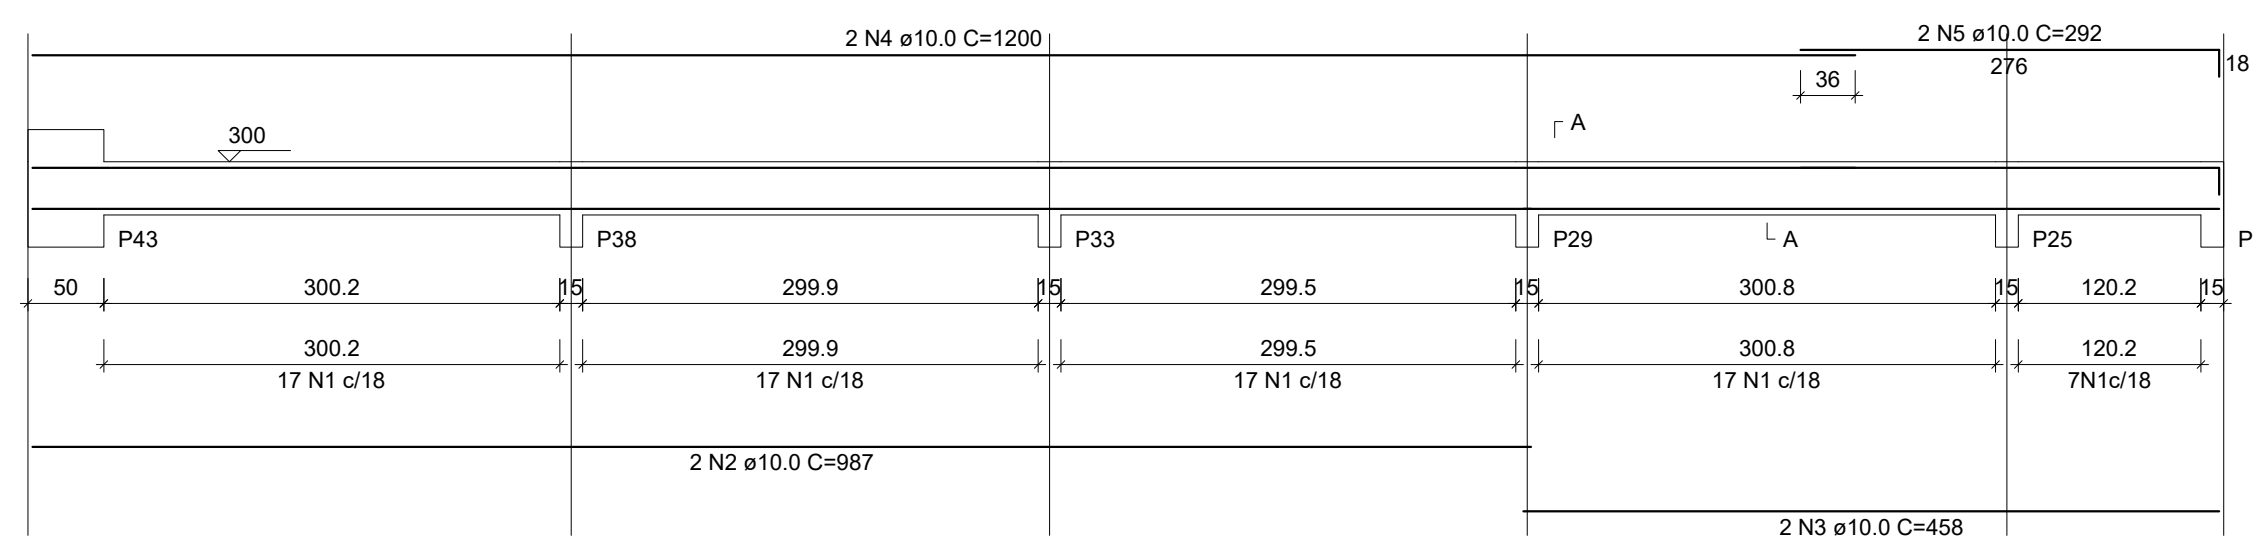 2 N4 ø10.0 C=1200
2 N5 ø10.0 C=292
276
18
36
A
300
P43
P38
P33
P29
A
P25
P
50
300.2
15
299.9
15
299.5
15
300.8
15
120.2
15
300.2
299.9
299.5
300.8
120.2
17 N1 c/18
17 N1 c/18
17 N1 c/18
17 N1 c/18
7N1c/18
2 N2 ø10.0 C=987
2 N3 ø10.0 C=458